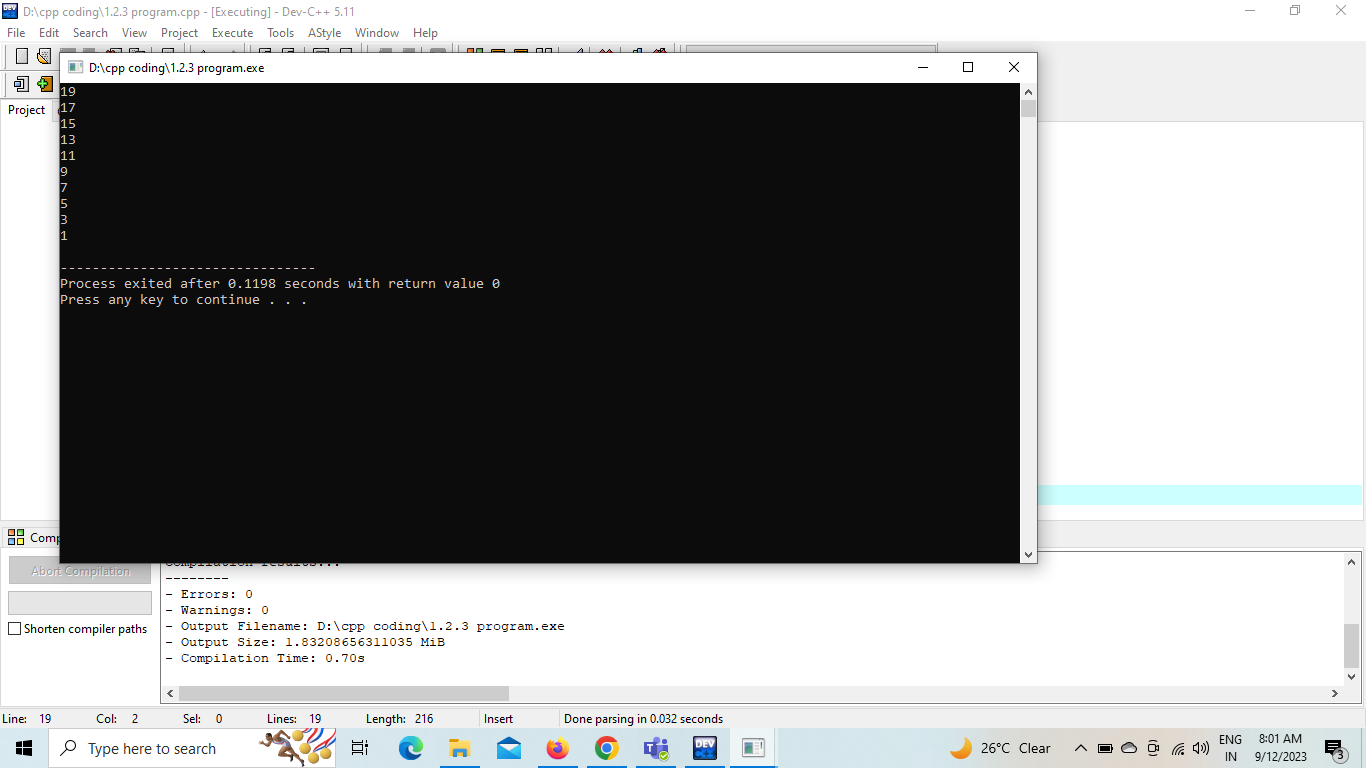 D:\cpp coding\1.2.3 program.cpp - [Executing] - Dev-C++ 5.11
File Edit Search View Project Execute Tools AStyle Window Help
D:\cpp coding\1.2.3 program.exe
Project
19
17
15
13
11
9
7
5
3
1
--------------------------------
Process exited after 0.1198 seconds with return value 0
Press any key to continue . . .
Abort Compilation
Shorten compiler paths
Compilation results...
--------
- Errors: 0
- Warnings: 0
- Output Filename: D:\cpp coding\1.2.3 program.exe
- Output Size: 1.83208656311035 MiB
- Compilation Time: 0.70s
Line: 19 Col: 2 Sel: 0 Lines: 19 Length: 216 Insert Done parsing in 0.032 seconds
Type here to search
DEV
26°C Clear
ENG
IN
8:01 AM
9/12/2023
3